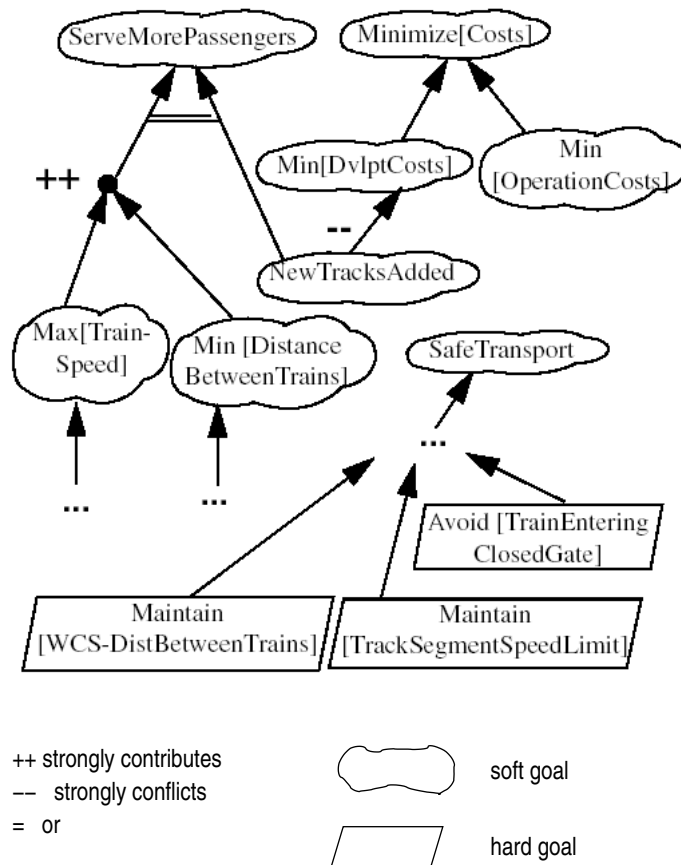 ServeMorePassengers
Minimize[Costs]
Min[DvlptCosts]
Min
[OperationCosts]
++
--
NewTracksAdded
Max[Train-
Speed]
Min [Distance
BetweenTrains]
SafeTransport
...
...
...
Avoid [TrainEntering
ClosedGate]
Maintain
[WCS-DistBetweenTrains]
Maintain
[TrackSegmentSpeedLimit]
++ strongly contributes
-- strongly conflicts
= or
soft goal
hard goal